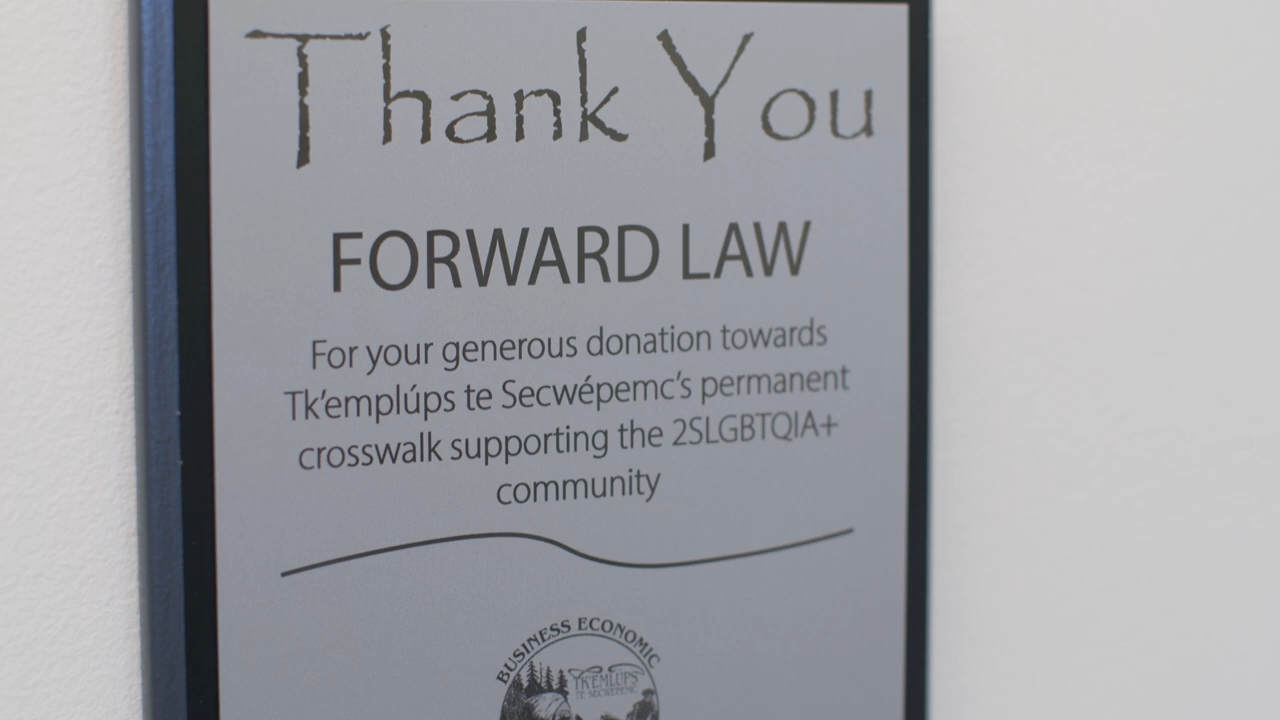 Thank You
FORWARD LAW
For your generous donation towards
Tk'emplúps te Secwépemc's permanent
crosswalk supporting the 2SLGBTQIA+
community
BUSINESS ECONOMIC
TK'EMLÚPS
TE SECWÉPEMC